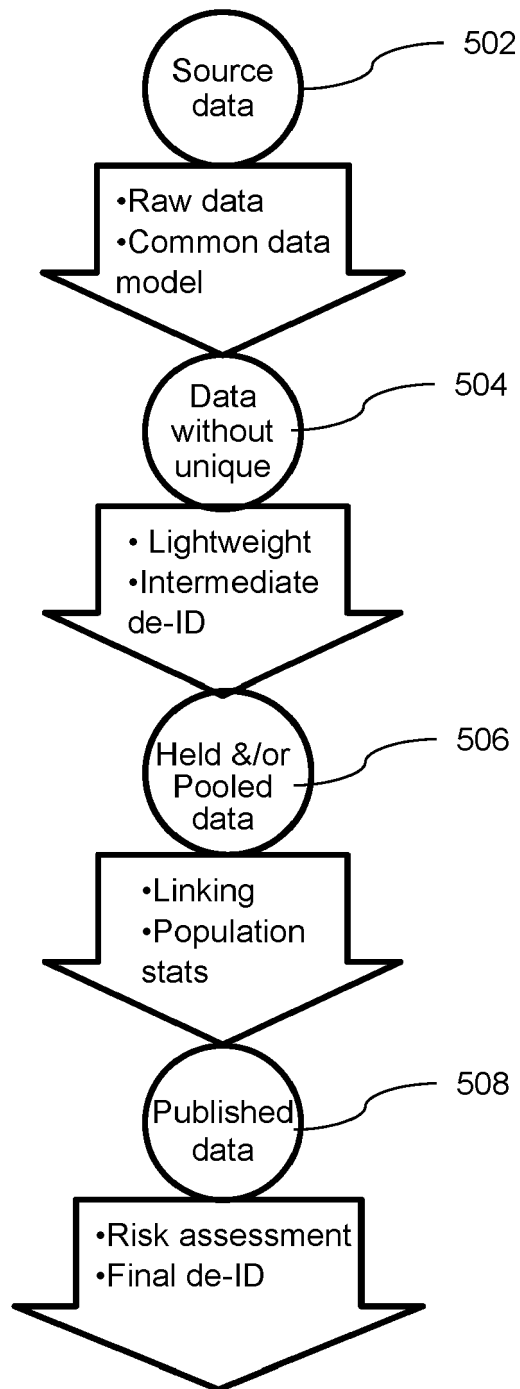 Source
data
502
•Raw data
•Common data
model
Data
without
unique
504
• Lightweight
•Intermediate
de-ID
Held &/or
Pooled
data
506
•Linking
•Population
stats
Published
data
508
•Risk assessment
•Final de-ID